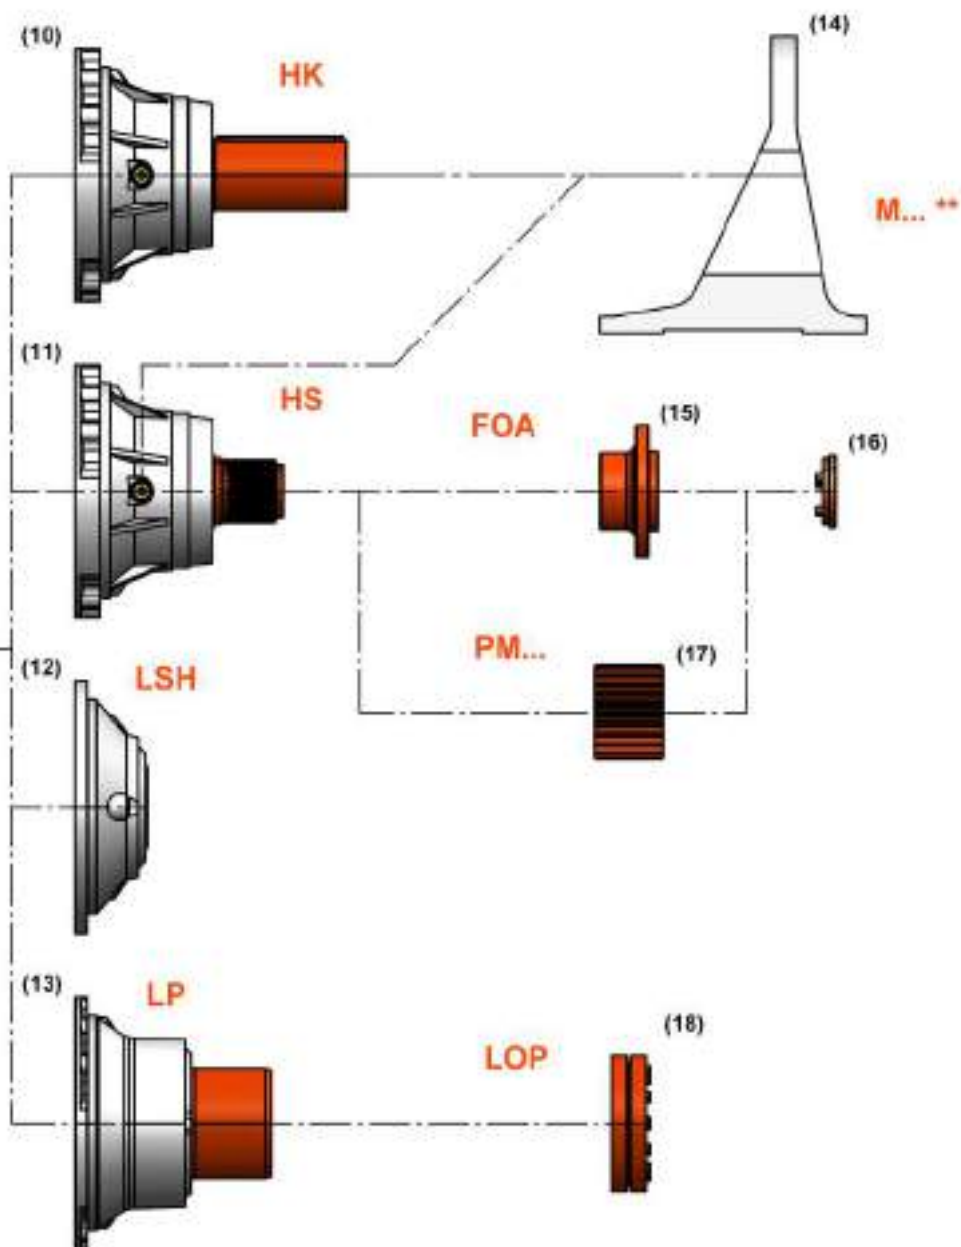 (10)
HK
(14)
M... **
(11)
HS
FOA
(15)
(16)
PM...
(17)
(12)
LSH
(13)
LP
LOP
(18)